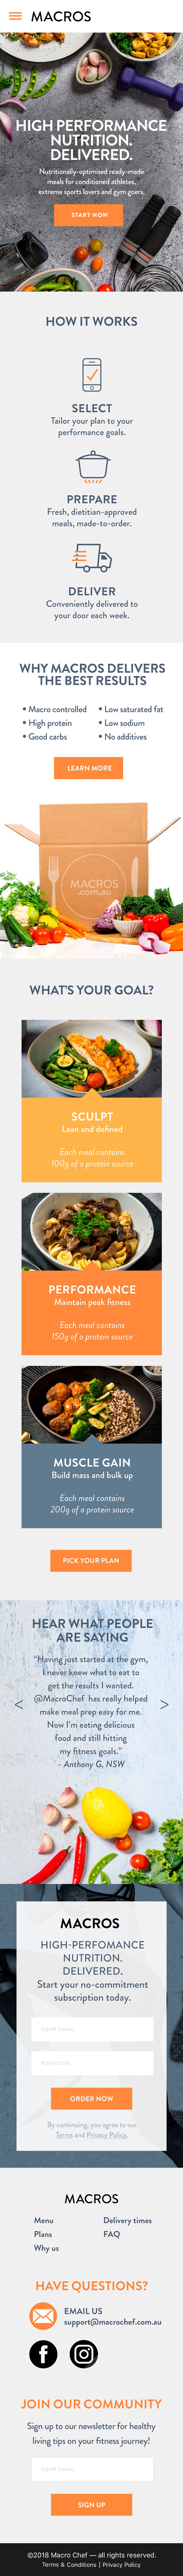 MACROS
HIGH PERFORMANCE
NUTRITION.
DELIVERED.
Nutritionally-optimised ready-made
meals for conditioned athletes,
extreme sports lovers and gym goers.
START NOW
HOW IT WORKS
SELECT
Tailor your plan to your
performance goals.
PREPARE
Fresh, dietitian-approved
meals, made-to-order.
DELIVER
Conveniently delivered to
your door each week.
WHY MACROS DELIVERS
THE BEST RESULTS
• Macro controlled
• High protein
• Good carbs
• Low saturated fat
• Low sodium
• No additives
LEARN MORE
MACROS
.com.au
WHAT'S YOUR GOAL?
SCULPT
Lean and defined
Each meal contains
100g of a protein source
PERFORMANCE
Maintain peak fitness
Each meal contains
150g of a protein source
MUSCLE GAIN
Build mass and bulk up
Each meal contains
200g of a protein source
PICK YOUR PLAN
HEAR WHAT PEOPLE
ARE SAYING
“Having just started at the gym,
I never knew what to eat to
get the results I wanted.
@MacroChef has really helped
make meal prep easy for me.
Now I'm eating delicious
food and still hitting
my fitness goals.”
– Anthony G, NSW
< >
MACROS
HIGH-PERFOMANCE
NUTRITION.
DELIVERED.
Start your no-commitment
subscription today.
YOUR EMAIL
POSTCODE
ORDER NOW
By continuing, you agree to our
Terms and Privacy Policy.
MACROS
Menu
Plans
Why us
Delivery times
FAQ
HAVE QUESTIONS?
EMAIL US
support@macrochef.com.au
JOIN OUR COMMUNITY
Sign up to our newsletter for healthy
living tips on your fitness journey!
YOUR EMAIL
SIGN UP
©2018 Macro Chef — all rights reserved.
Terms & Conditions | Privacy Policy